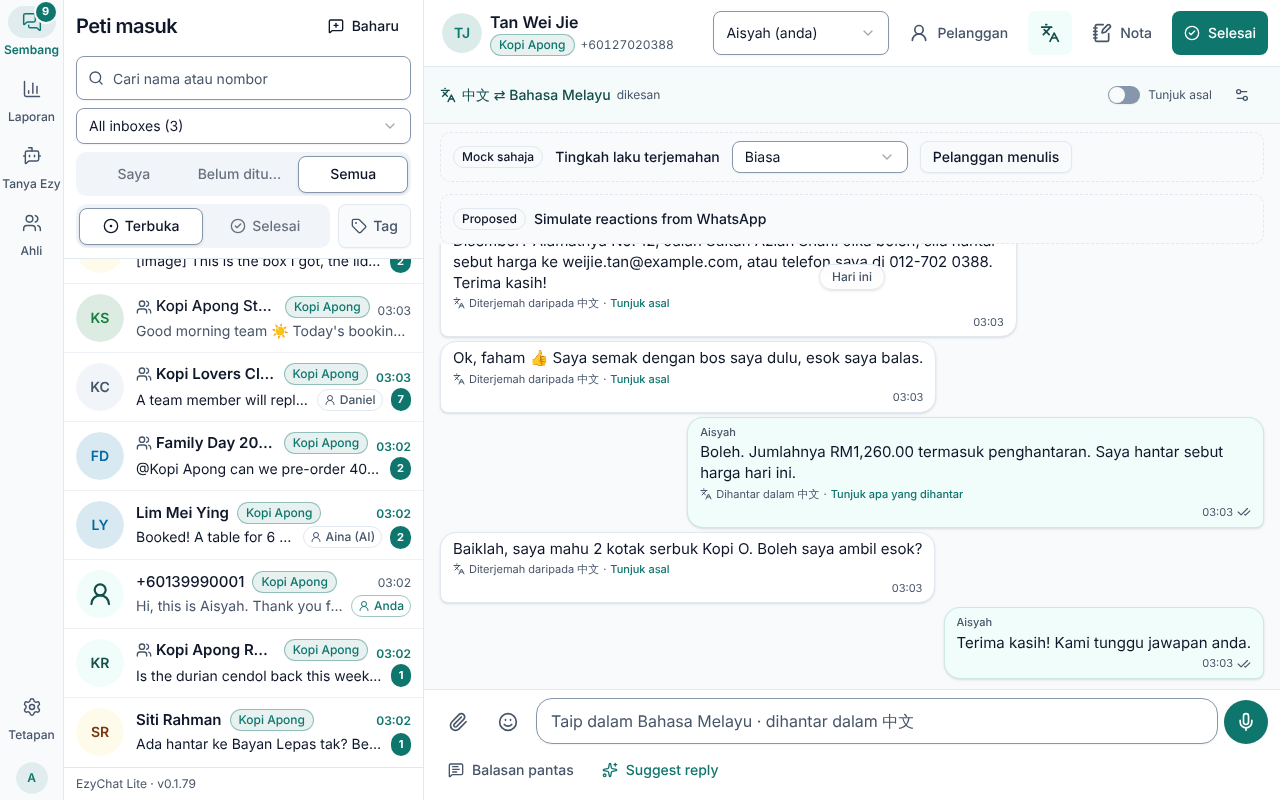 9
Sembang
Laporan
Tanya Ezy
Ahli
Tetapan
A
Peti masuk
Baharu
Cari nama atau nombor
All inboxes (3)
Saya
Belum ditu...
Semua
Terbuka
Selesai
Tag
[Image] This is the box I got, the lid...
2
KS
Kopi Apong St...
Kopi Apong
03:03
Good morning team ☀️ Today's bookin...
KC
Kopi Lovers Cl...
Kopi Apong
03:03
A team member will repl...
Daniel
7
FD
Family Day 20...
Kopi Apong
03:02
@Kopi Apong can we pre-order 40...
2
LY
Lim Mei Ying
Kopi Apong
03:02
Booked! A table for 6 ...
Aina (AI)
2
+60139990001
Kopi Apong
03:02
Hi, this is Aisyah. Thank you f...
Anda
KR
Kopi Apong R...
Kopi Apong
03:02
Is the durian cendol back this week...
1
SR
Siti Rahman
Kopi Apong
03:02
Ada hantar ke Bayan Lepas tak? Be...
1
EzyChat Lite · v0.1.79
TJ
Tan Wei Jie
Kopi Apong
+60127020388
Aisyah (anda)
Pelanggan
Nota
Selesai
中文 ⇄ Bahasa Melayu dikesan
Tunjuk asal
Mock sahaja
Tingkah laku terjemahan
Biasa
Pelanggan menulis
Proposed
Simulate reactions from WhatsApp
sebut harga ke weijie.tan@example.com, atau telefon saya di 012-702 0388.
Hari ini
Terima kasih!
Diterjemah daripada 中文 · Tunjuk asal
03:03
Ok, faham 👍 Saya semak dengan bos saya dulu, esok saya balas.
Diterjemah daripada 中文 · Tunjuk asal
03:03
Aisyah
Boleh. Jumlahnya RM1,260.00 termasuk penghantaran. Saya hantar sebut
harga hari ini.
Dihantar dalam 中文 · Tunjuk apa yang dihantar
03:03
Baiklah, saya mahu 2 kotak serbuk Kopi O. Boleh saya ambil esok?
Diterjemah daripada 中文 · Tunjuk asal
03:03
Aisyah
Terima kasih! Kami tunggu jawapan anda.
03:03
Taip dalam Bahasa Melayu · dihantar dalam 中文
Balasan pantas
Suggest reply